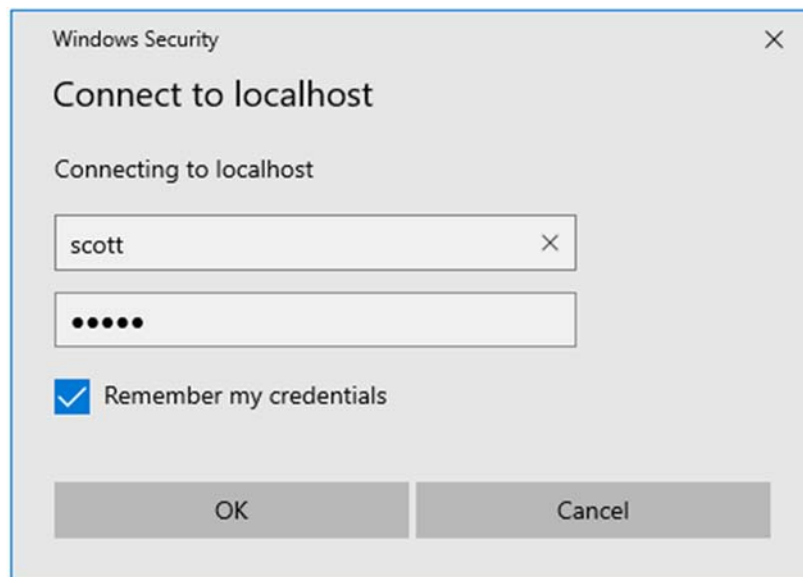 Windows Security
Connect to localhost
Connecting to localhost
scott
●●●●●
Remember my credentials
OK Cancel